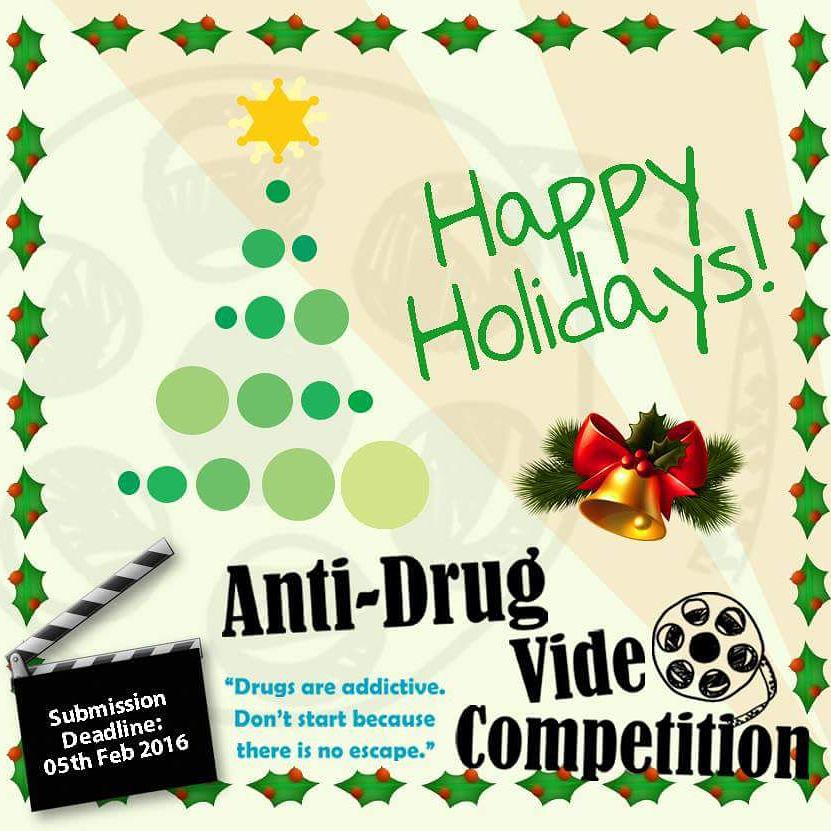 Happy
Holidays!
Anti-Drug
Vide
Competition
"Drugs are addictive.
Don't start because
there is no escape."
Submission
Deadline:
05th Feb 2016